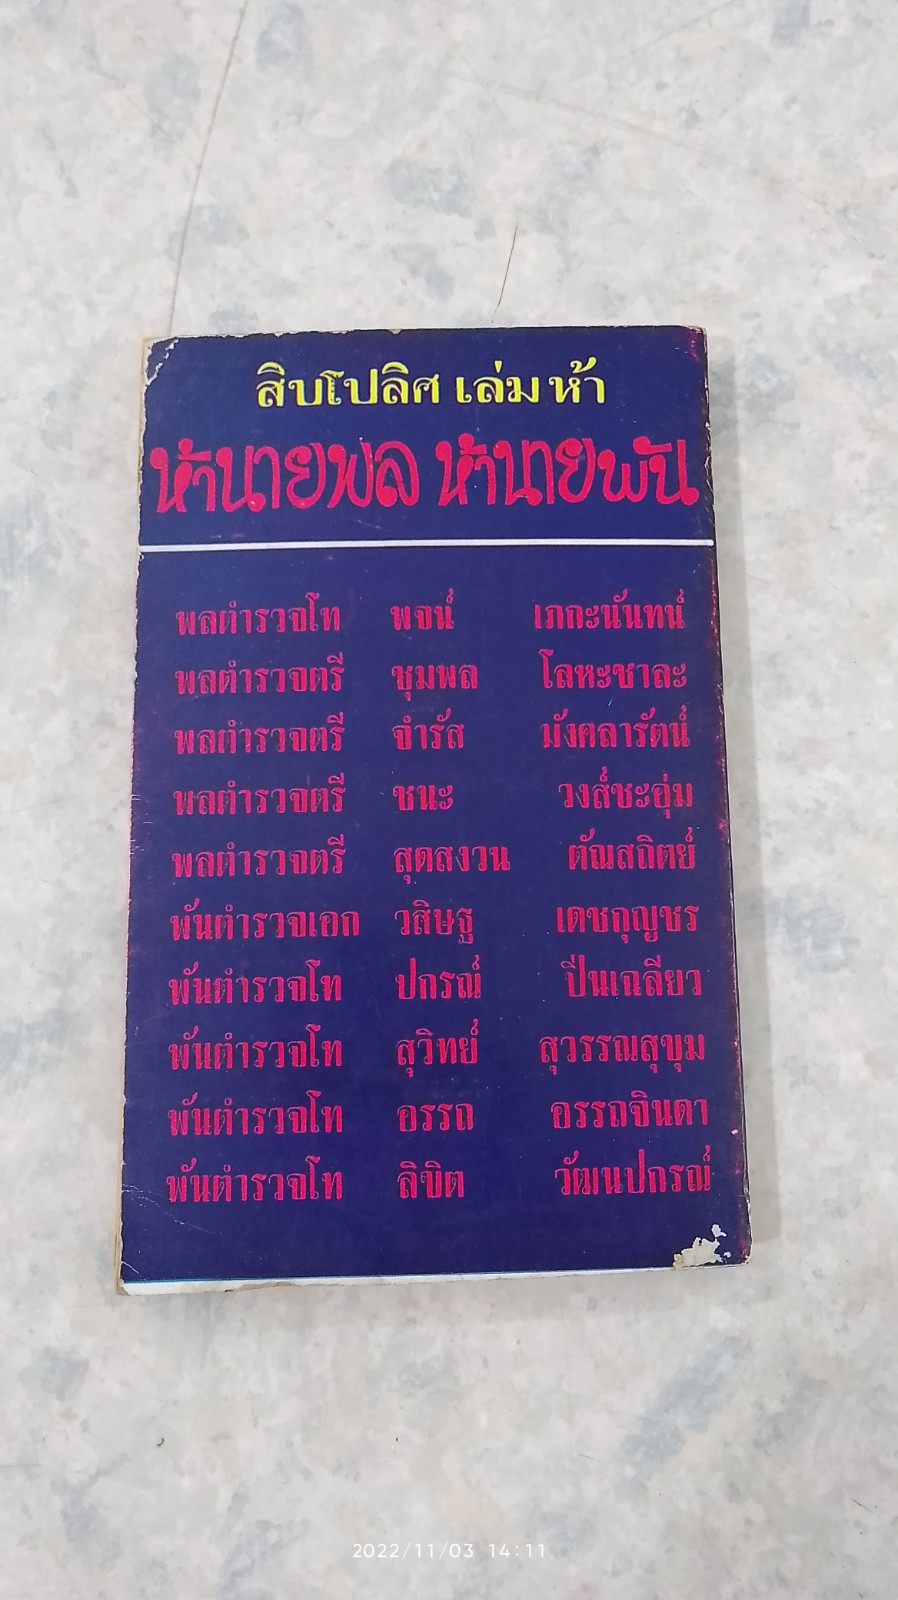 สิบโปลิศ เล่มห้า
ห้านายพล ห้านายพัน
พลตำรวจโท พจน์ เภกะนันทน์
พลตำรวจตรี ชุมพล โลหะชาละ
พลตำรวจตรี จำรัส มังคลารัตน์
พลตำรวจตรี ชนะ วงส์ชะอุ่ม
พลตำรวจตรี สุดสงวน ตัณสถิตย์
พันตำรวจเอก วสิษฐ เดชกุญชร
พันตำรวจโท ปกรณ์ ปิ่นเฉลียว
พันตำรวจโท สุวิทย์ สุวรรณสุขุม
พันตำรวจโท อรรถ อรรถจินดา
พันตำรวจโท ลิขิต วัฒนปกรณ์
2022/11/03 14:11